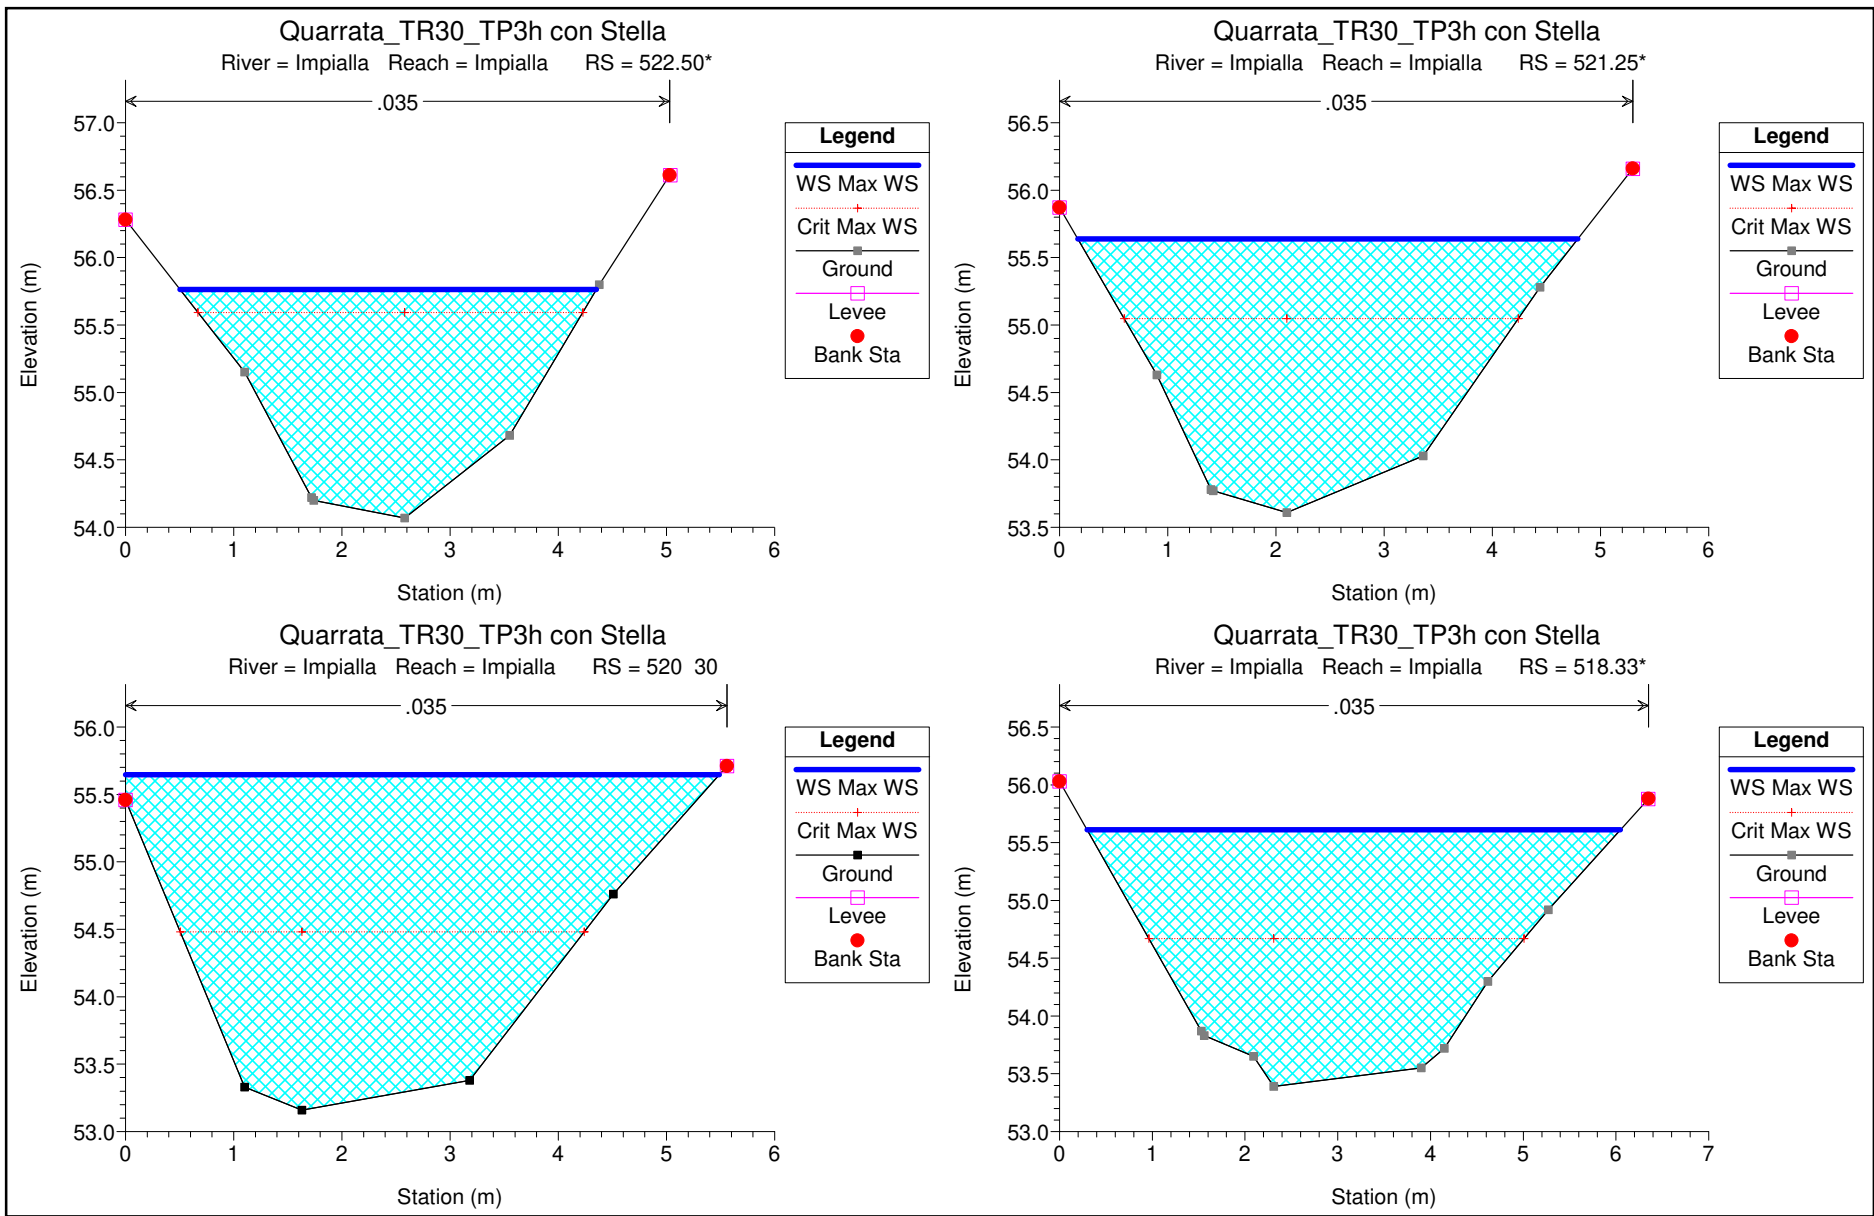 Quarrata_TR30_TP3h con Stella
River = Impialla Reach = Impialla RS = 522.50*
.035
57.0
56.5
56.0
55.5
55.0
54.5
54.0
0 1 2 3 4 5 6
Station (m)
Elevation (m)
Legend
WS Max WS
Crit Max WS
Ground
Levee
Bank Sta
Quarrata_TR30_TP3h con Stella
River = Impialla Reach = Impialla RS = 521.25*
.035
56.5
56.0
55.5
55.0
54.5
54.0
53.5
0 1 2 3 4 5 6
Station (m)
Elevation (m)
Legend
WS Max WS
Crit Max WS
Ground
Levee
Bank Sta
Quarrata_TR30_TP3h con Stella
River = Impialla Reach = Impialla RS = 520 30
.035
56.0
55.5
55.0
54.5
54.0
53.5
53.0
0 1 2 3 4 5 6
Station (m)
Elevation (m)
Legend
WS Max WS
Crit Max WS
Ground
Levee
Bank Sta
Quarrata_TR30_TP3h con Stella
River = Impialla Reach = Impialla RS = 518.33*
.035
56.5
56.0
55.5
55.0
54.5
54.0
53.5
53.0
0 1 2 3 4 5 6 7
Station (m)
Elevation (m)
Legend
WS Max WS
Crit Max WS
Ground
Levee
Bank Sta